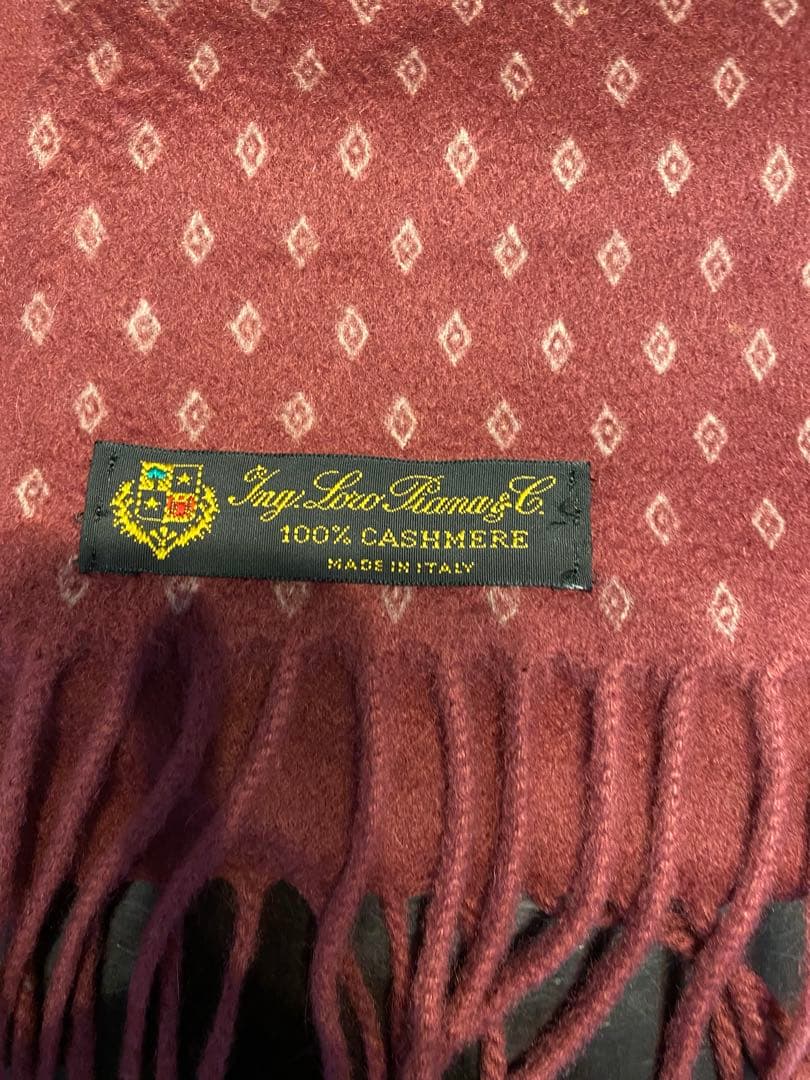 Ing. Loro Piana & C.
100% CASHMERE
MADE IN ITALY